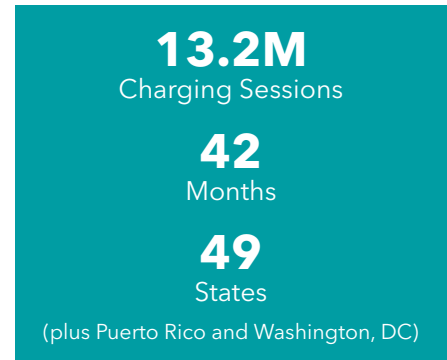 13.2M
Charging Sessions
42
Months
49
States
(plus Puerto Rico and Washington, DC)